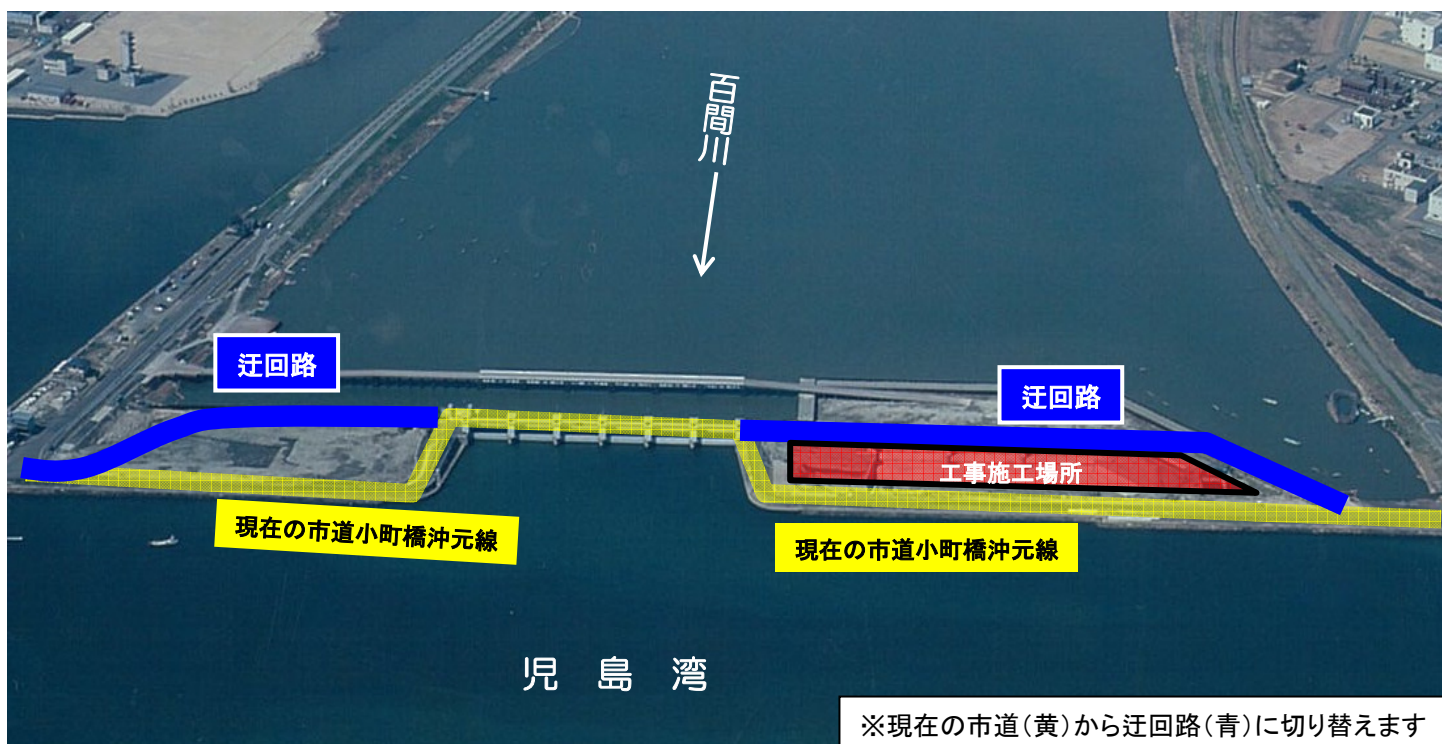 百間川
迂回路
迂回路
工事施工場所
現在の市道小町橋沖元線
現在の市道小町橋沖元線
児島湾
※現在の市道(黄)から迂回路(青)に切り替えます